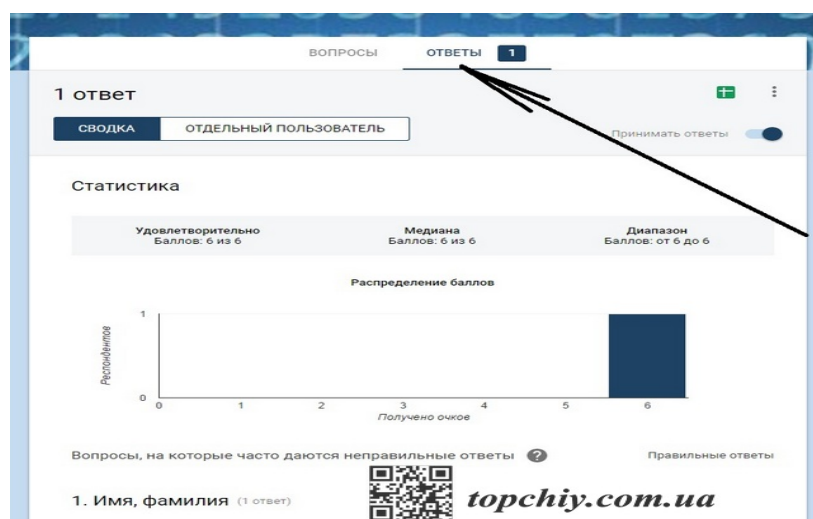 ВОПРОСЫ ОТВЕТЫ 1
1 ответ
СВОДКА ОТДЕЛЬНЫЙ ПОЛЬЗОВАТЕЛЬ
Принимать ответы
Статистика
Удовлетворительно Медиана Диапазон
Баллов: 6 из 6 Баллов: 6 из 6 Баллов: от 6 до 6
Распределение баллов
Респондентов
1
0
0 1 2 3 4 5 6
Получено очков
Вопросы, на которые часто даются неправильные ответы ? Правильные ответы
1. Имя, фамилия (1 ответ)
topchiy.com.ua